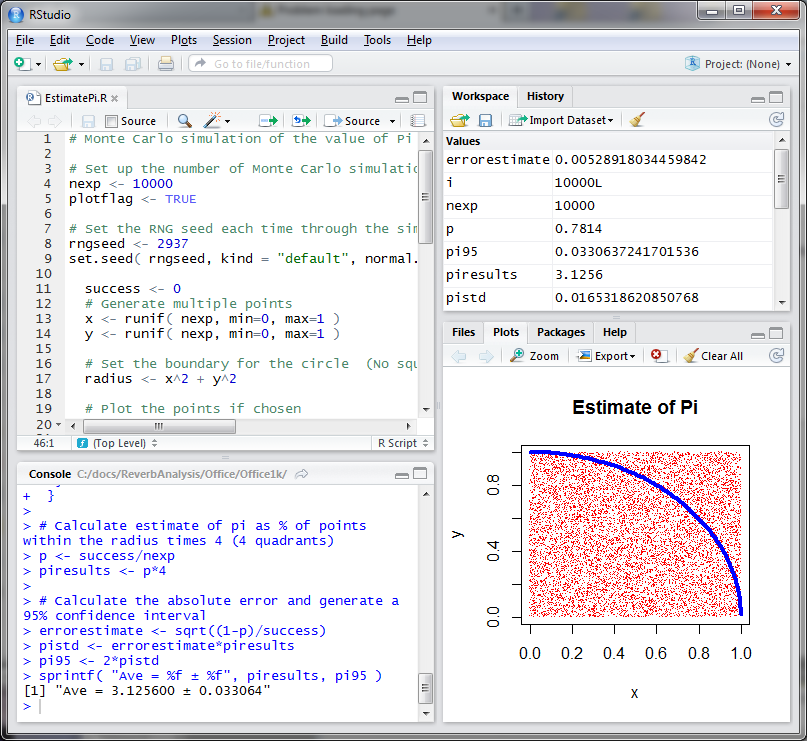 Problem loading page
RStudio
File Edit Code View Plots Session Project Build Tools Help
Go to file/function
Project: (None)
EstimatePi.R
Source Source
1 # Monte Carlo simulation of the value of Pi
2
3 # Set up the number of Monte Carlo simulatio
4 nexp <- 10000
5 plotflag <- TRUE
6
7 # Set the RNG seed each time through the sim
8 rngseed <- 2937
9 set.seed( rngseed, kind = "default", normal.
10
11 success <- 0
12 # Generate multiple points
13 x <- runif( nexp, min=0, max=1 )
14 y <- runif( nexp, min=0, max=1 )
15
16 # Set the boundary for the circle (No squ
17 radius <- x^2 + y^2
18
19 # Plot the points if chosen
20
46:1 (Top Level) R Script
Console C:/docs/ReverbAnalysis/Office/Office1k/
+ }
>
> # Calculate estimate of pi as % of points
within the radius times 4 (4 quadrants)
> p <- success/nexp
> piresults <- p*4
>
> # Calculate the absolute error and generate a
95% confidence interval
> errorestimate <- sqrt((1-p)/success)
> pistd <- errorestimate*piresults
> pi95 <- 2*pistd
> sprintf( "Ave = %f ± %f", piresults, pi95 )
[1] "Ave = 3.125600 ± 0.033064"
>
Workspace History
Import Dataset
Values
errorestimate 0.00528918034459842
i 10000L
nexp 10000
p 0.7814
pi95 0.0330637241701536
piresults 3.1256
pistd 0.0165318620850768
Files Plots Packages Help
Zoom Export Clear All
Estimate of Pi
y
0.8
0.4
0.0
0.0 0.2 0.4 0.6 0.8 1.0
x